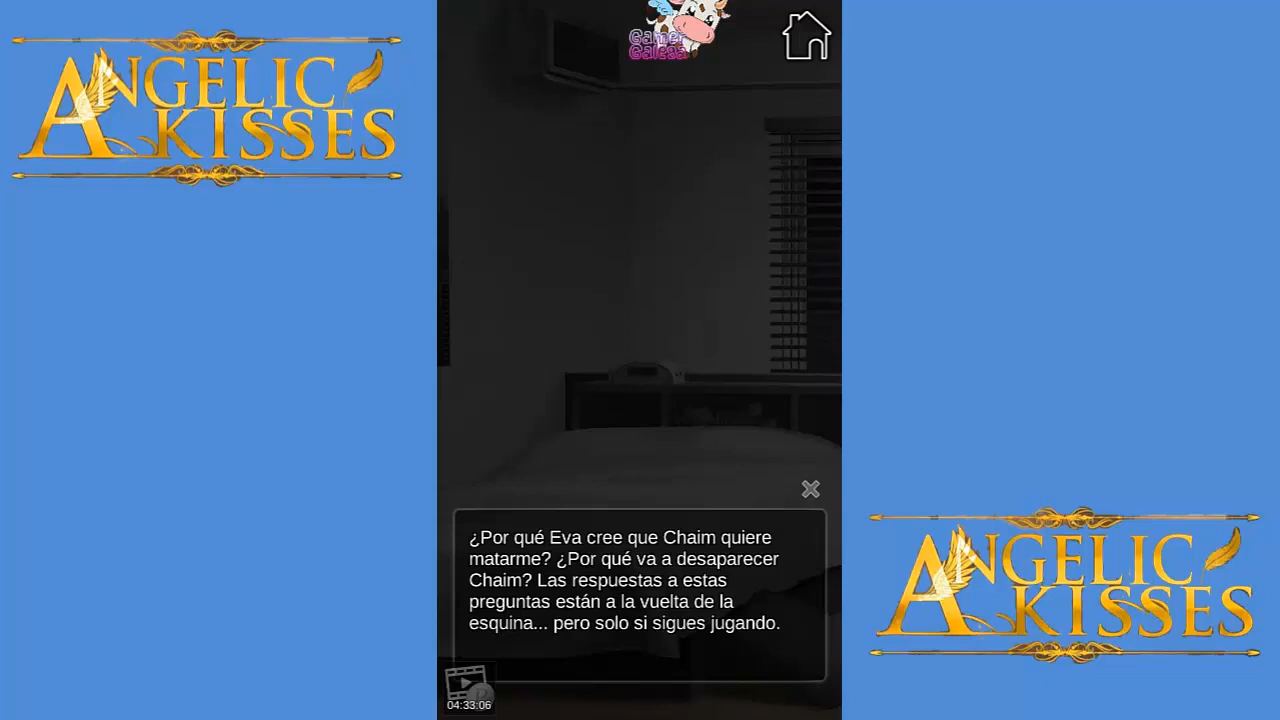 ANGELIC
KISSES
Gamer
Galega
¿Por qué Eva cree que Chaim quiere
matarme? ¿Por qué va a desaparecer
Chaim? Las respuestas a estas
preguntas están a la vuelta de la
esquina... pero solo si sigues jugando.
04:33:06
ANGELIC
KISSES